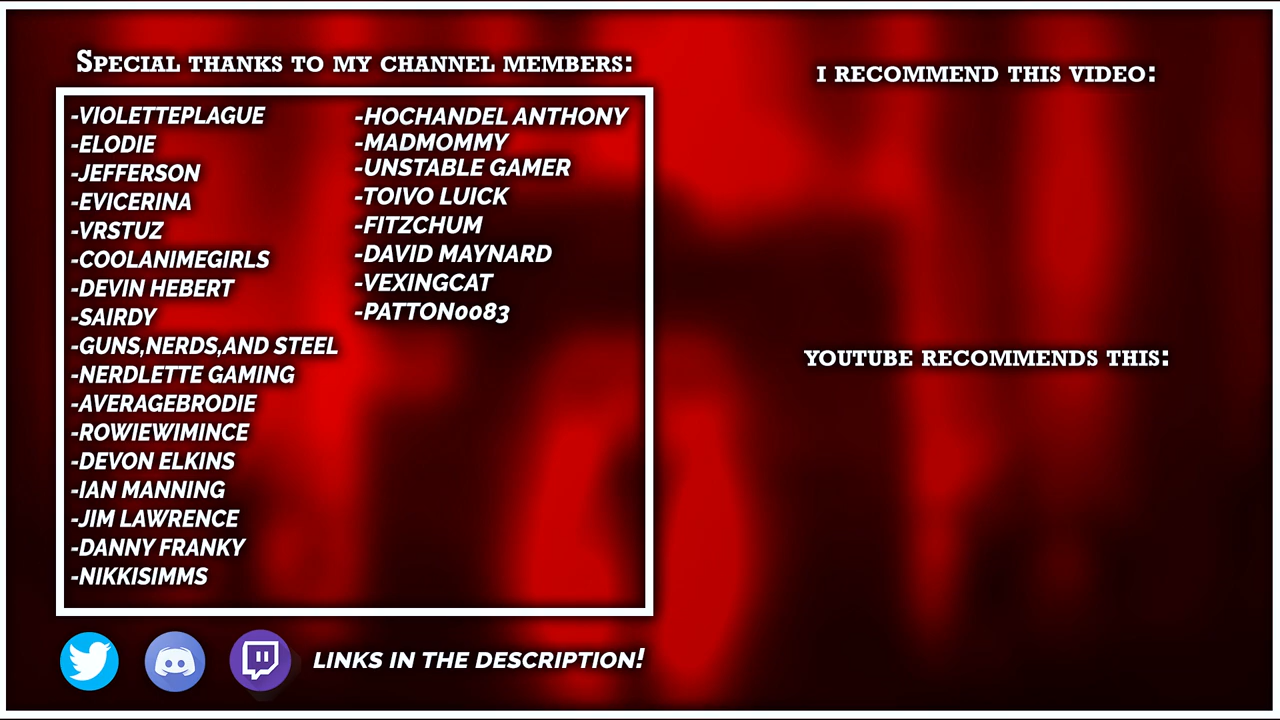 Special thanks to my channel members:
-VIOLETTEPLAGUE
-ELODIE
-JEFFERSON
-EVICERINA
-VRSTUZ
-COOLANIMEGIRLS
-DEVIN HEBERT
-SAIRDY
-GUNS,NERDS,AND STEEL
-NERDLETTE GAMING
-AVERAGEBRODIE
-ROWIEWIMINCE
-DEVON ELKINS
-IAN MANNING
-JIM LAWRENCE
-DANNY FRANKY
-NIKKISIMMS
-HOCHANDEL ANTHONY
-MADMOMMY
-UNSTABLE GAMER
-TOIVO LUICK
-FITZCHUM
-DAVID MAYNARD
-VEXINGCAT
-PATTON0083
I RECOMMEND THIS VIDEO:
YOUTUBE RECOMMENDS THIS:
LINKS IN THE DESCRIPTION!